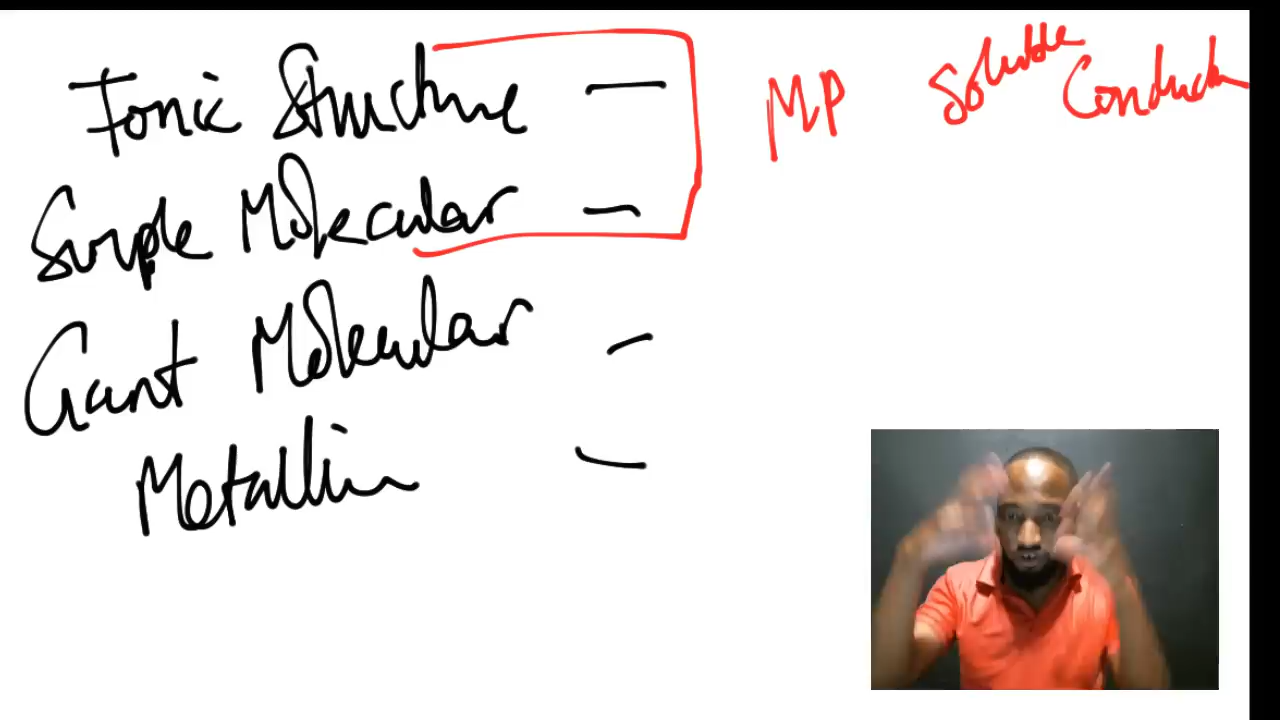 Ionic Structure — MP Soluble Conduct
Simple Molecular —
Giant Molecular —
Metallic —